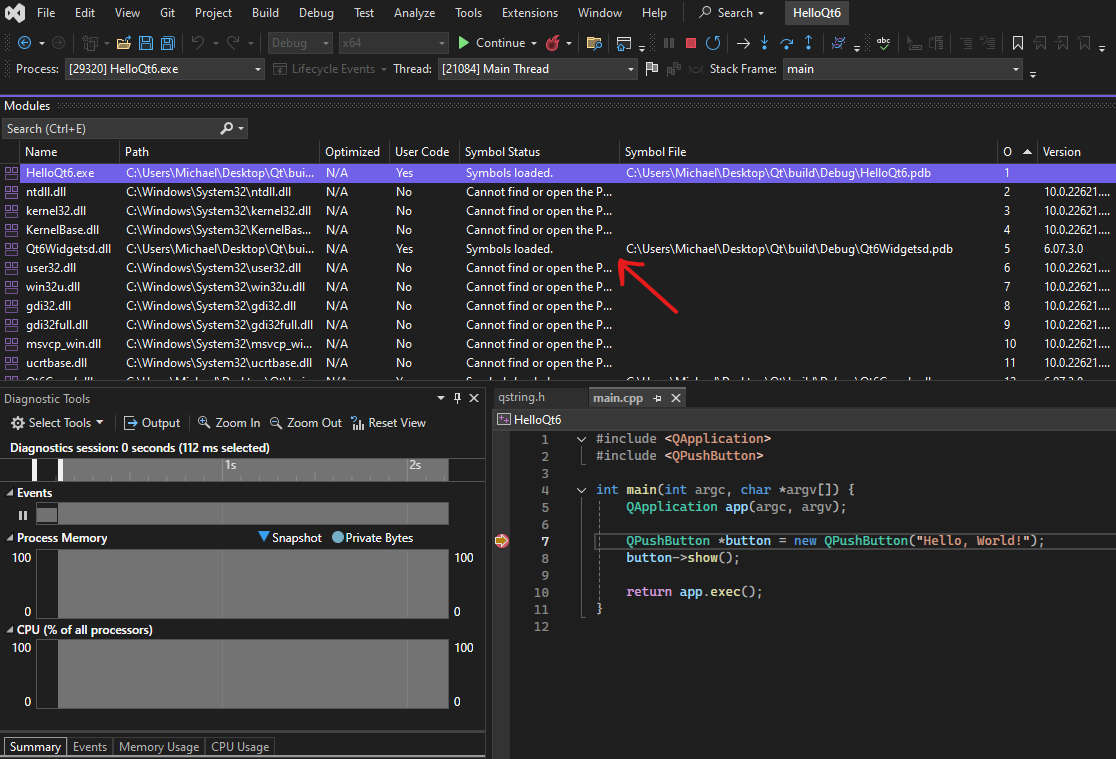 File Edit View Git Project Build Debug Test Analyze Tools Extensions Window Help Search HelloQt6
Debug x64 Continue abc
Process: [29320] HelloQt6.exe Lifecycle Events Thread: [21084] Main Thread Stack Frame: main
Modules
Search (Ctrl+E)
Name Path Optimized User Code Symbol Status Symbol File O Version
HelloQt6.exe C:\Users\Michael\Desktop\Qt\bui... N/A Yes Symbols loaded. C:\Users\Michael\Desktop\Qt\build\Debug\HelloQt6.pdb 1
ntdll.dll C:\Windows\System32\ntdll.dll N/A No Cannot find or open the P... 2 10.0.22621....
kernel32.dll C:\Windows\System32\kernel32.dll N/A No Cannot find or open the P... 3 10.0.22621....
KernelBase.... C:\Windows\System32\KernelBas... N/A No Cannot find or open the P... 4 10.0.22621....
Qt6Widgetsd.dll C:\Users\Michael\Desktop\Qt\bui... N/A Yes Symbols loaded. C:\Users\Michael\Desktop\Qt\build\Debug\Qt6Widgetsd.pdb 5 6.07.3.0
user32.dll C:\Windows\System32\user32.dll N/A No Cannot find or open the P... 6 10.0.22621....
win32u.dll C:\Windows\System32\win32u.dll N/A No Cannot find or open the P... 7 10.0.22621....
gdi32.dll C:\Windows\System32\gdi32.dll N/A No Cannot find or open the P... 8 10.0.22621....
gdi32full.dll C:\Windows\System32\gdi32full.dll N/A No Cannot find or open the P... 9 10.0.22621....
msvcp_win.dll C:\Windows\System32\msvcp_wi... N/A No Cannot find or open the P... 10 10.0.22621....
ucrtbase.dll C:\Windows\System32\ucrtbase.dll N/A No Cannot find or open the P... 11 10.0.22621....
Diagnostic Tools
Select Tools Output Zoom In Zoom Out Reset View
Diagnostics session: 0 seconds (112 ms selected)
1s 2s
Events
Process Memory Snapshot Private Bytes
100 100
0 0
CPU (% of all processors)
100 100
0 0
Summary Events Memory Usage CPU Usage
qstring.h main.cpp
HelloQt6
1 #include <QApplication>
2 #include <QPushButton>
3
4 int main(int argc, char *argv[]) {
5 QApplication app(argc, argv);
6
7 QPushButton *button = new QPushButton("Hello, World!");
8 button->show();
9
10 return app.exec();
11 }
12